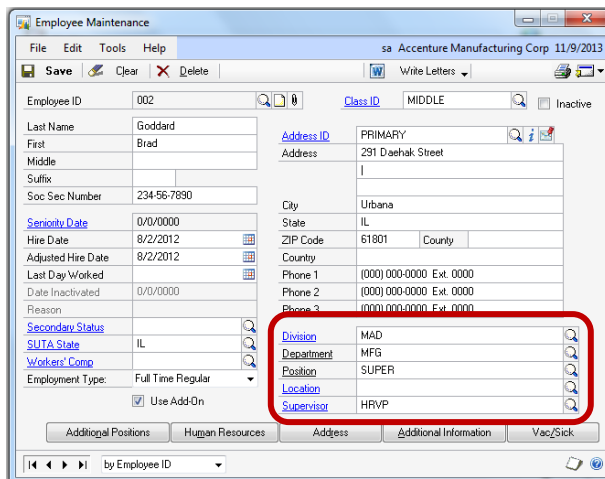 Employee Maintenance
File Edit Tools Help sa Accenture Manufacturing Corp 11/9/2013
Save Clear Delete Write Letters
Employee ID 002 Class ID MIDDLE Inactive
Last Name Goddard
First Brad
Middle
Suffix
Soc Sec Number 234-56-7890
Address ID PRIMARY
Address 291 Daehak Street
City Urbana
State IL
ZIP Code 61801 County
Country
Phone 1 (000) 000-0000 Ext. 0000
Phone 2 (000) 000-0000 Ext. 0000
Phone 3 (000) 000-0000 Ext. 0000
Seniority Date 0/0/0000
Hire Date 8/2/2012
Adjusted Hire Date 8/2/2012
Last Day Worked
Date Inactivated 0/0/0000
Reason
Secondary Status
SUTA State IL
Workers' Comp
Employment Type: Full Time Regular
Use Add-On
Division MAD
Department MFG
Position SUPER
Location
Supervisor HRVP
Additional Positions Human Resources Address Additional Information Vac/Sick
by Employee ID